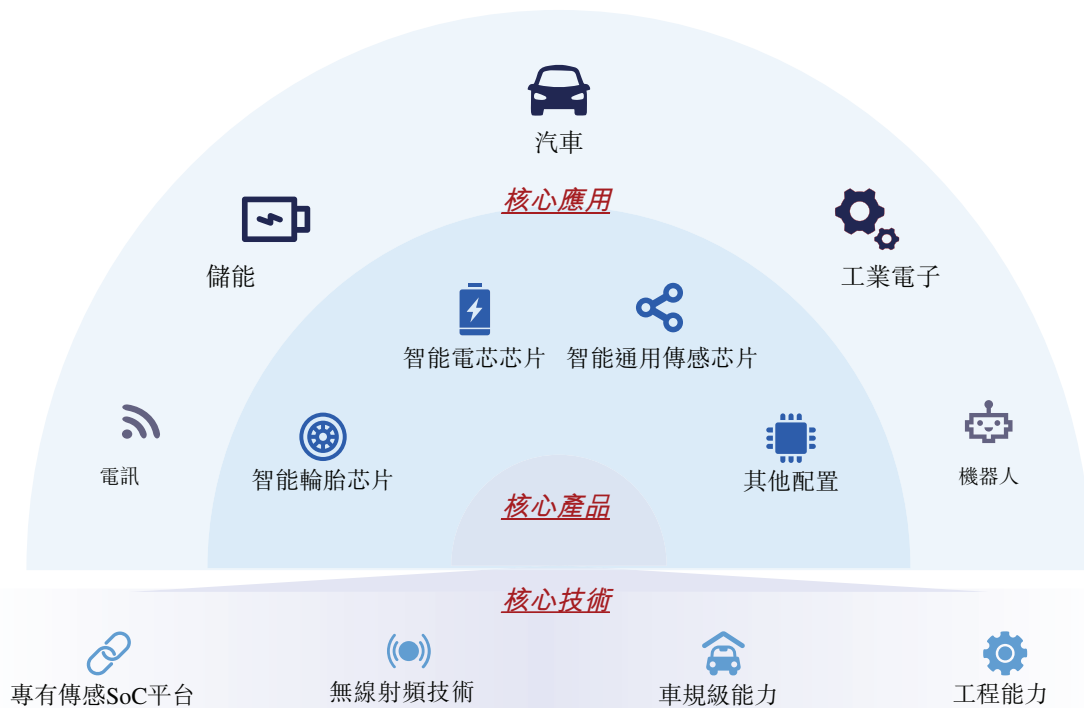 汽車
核心應用
儲能
工業電子
智能電芯芯片
智能通用傳感芯片
電訊
智能輪胎芯片
其他配置
機器人
核心產品
核心技術
專有傳感SoC平台
無線射頻技術
車規級能力
工程能力